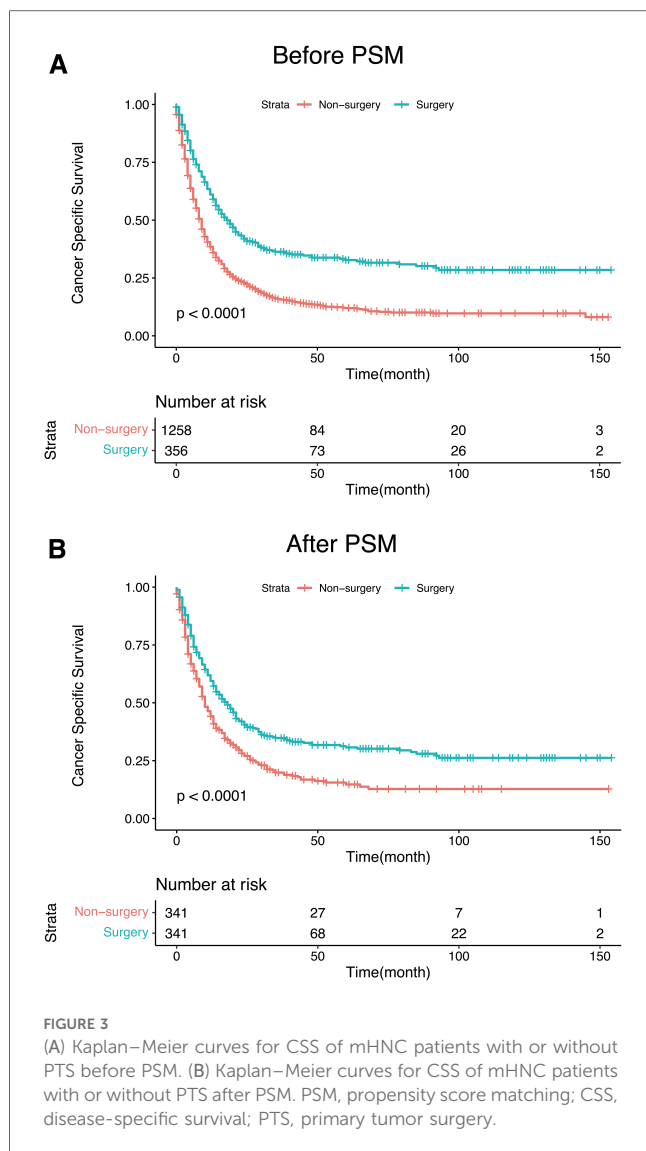 A
Before PSM
Strata Non-surgery Surgery
Cancer Specific Survival
1.00
0.75
0.50
0.25
0.00
p < 0.0001
0 50 100 150
Time(month)
Number at risk
Strata
Non-surgery 1258 84 20 3
Surgery 356 73 26 2
0 50 100 150
Time(month)
B
After PSM
Strata Non-surgery Surgery
Cancer Specific Survival
1.00
0.75
0.50
0.25
0.00
p < 0.0001
0 50 100 150
Time(month)
Number at risk
Strata
Non-surgery 341 27 7 1
Surgery 341 68 22 2
0 50 100 150
Time(month)
FIGURE 3
(A) Kaplan–Meier curves for CSS of mHNC patients with or without
PTS before PSM. (B) Kaplan–Meier curves for CSS of mHNC patients
with or without PTS after PSM. PSM, propensity score matching; CSS,
disease-specific survival; PTS, primary tumor surgery.